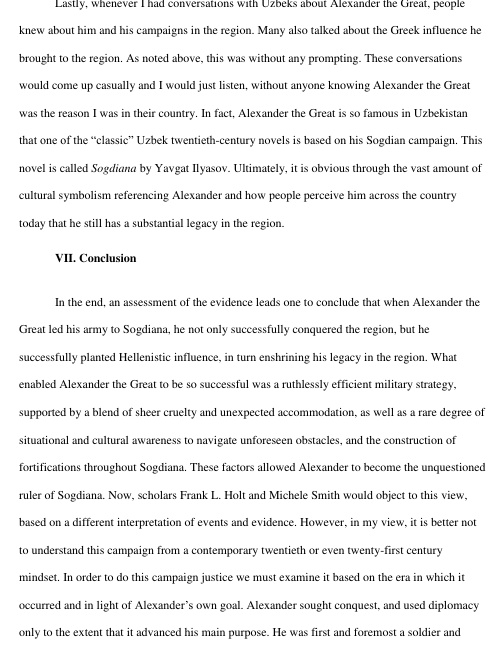 Lastly, whenever I had conversations with Uzbeks about Alexander the Great, people
knew about him and his campaigns in the region. Many also talked about the Greek influence he
brought to the region. As noted above, this was without any prompting. These conversations
would come up casually and I would just listen, without anyone knowing Alexander the Great
was the reason I was in their country. In fact, Alexander the Great is so famous in Uzbekistan
that one of the “classic” Uzbek twentieth-century novels is based on his Sogdian campaign. This
novel is called Sogdiana by Yavgat Ilyasov. Ultimately, it is obvious through the vast amount of
cultural symbolism referencing Alexander and how people perceive him across the country
today that he still has a substantial legacy in the region.
VII. Conclusion
In the end, an assessment of the evidence leads one to conclude that when Alexander the
Great led his army to Sogdiana, he not only successfully conquered the region, but he
successfully planted Hellenistic influence, in turn enshrining his legacy in the region. What
enabled Alexander the Great to be so successful was a ruthlessly efficient military strategy,
supported by a blend of sheer cruelty and unexpected accommodation, as well as a rare degree of
situational and cultural awareness to navigate unforeseen obstacles, and the construction of
fortifications throughout Sogdiana. These factors allowed Alexander to become the unquestioned
ruler of Sogdiana. Now, scholars Frank L. Holt and Michele Smith would object to this view,
based on a different interpretation of events and evidence. However, in my view, it is better not
to understand this campaign from a contemporary twentieth or even twenty-first century
mindset. In order to do this campaign justice we must examine it based on the era in which it
occurred and in light of Alexander’s own goal. Alexander sought conquest, and used diplomacy
only to the extent that it advanced his main purpose. He was first and foremost a soldier and